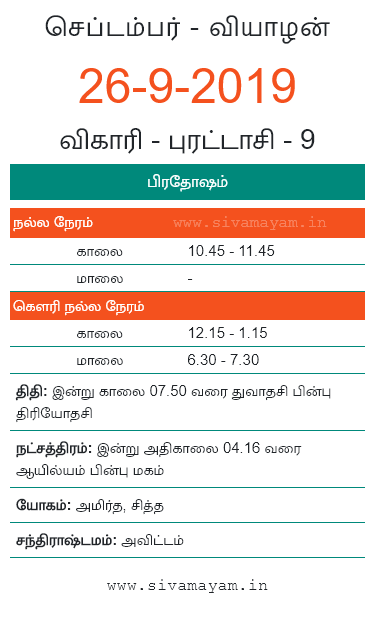 செப்டம்பர் - வியாழன்
26-9-2019
விகாரி - புரட்டாசி - 9
பிரதோஷம்
நல்ல நேரம் www.sivamayam.in
காலை 10.45 - 11.45
மாலை -
கௌரி நல்ல நேரம்
காலை 12.15 - 1.15
மாலை 6.30 - 7.30
திதி: இன்று காலை 07.50 வரை துவாதசி பின்பு
திரியோதசி
நட்சத்திரம்: இன்று அதிகாலை 04.16 வரை
ஆயில்யம் பின்பு மகம்
யோகம்: அமிர்த, சித்த
சந்திராஷ்டமம்: அவிட்டம்
www.sivamayam.in